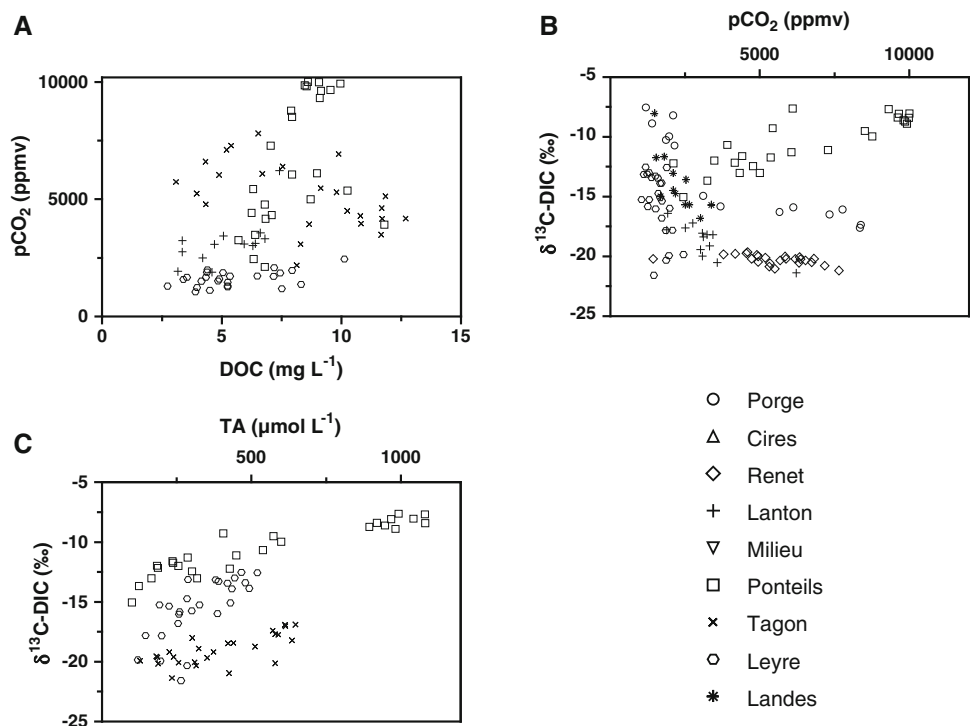 A
pCO2 (ppmv)
10000
5000
0
0 5 10 15
DOC (mg L-1)
B
pCO2 (ppmv)
5000 10000
δ13C-DIC (‰)
-5
-10
-15
-20
-25
C
TA (µmol L-1)
500 1000
δ13C-DIC (‰)
-5
-10
-15
-20
-25
Porge
Cires
Renet
Lanton
Milieu
Ponteils
Tagon
Leyre
Landes